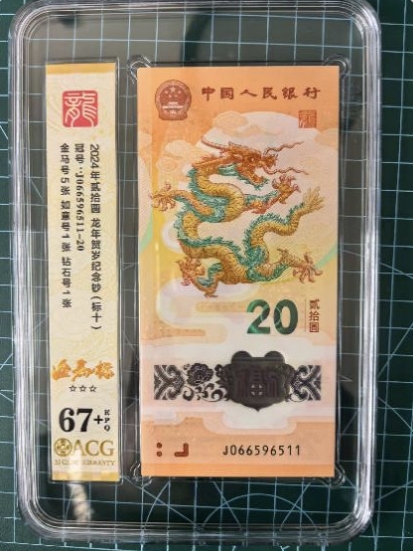 龍
2024年贰拾圆 龙年贺岁纪念钞（标十）
冠号：J066596511-20
金马号5张 如意号1张 钻石号1张
☆☆☆
67+
EPQ
ACG
中国人民银行
20
贰拾圆
J066596511